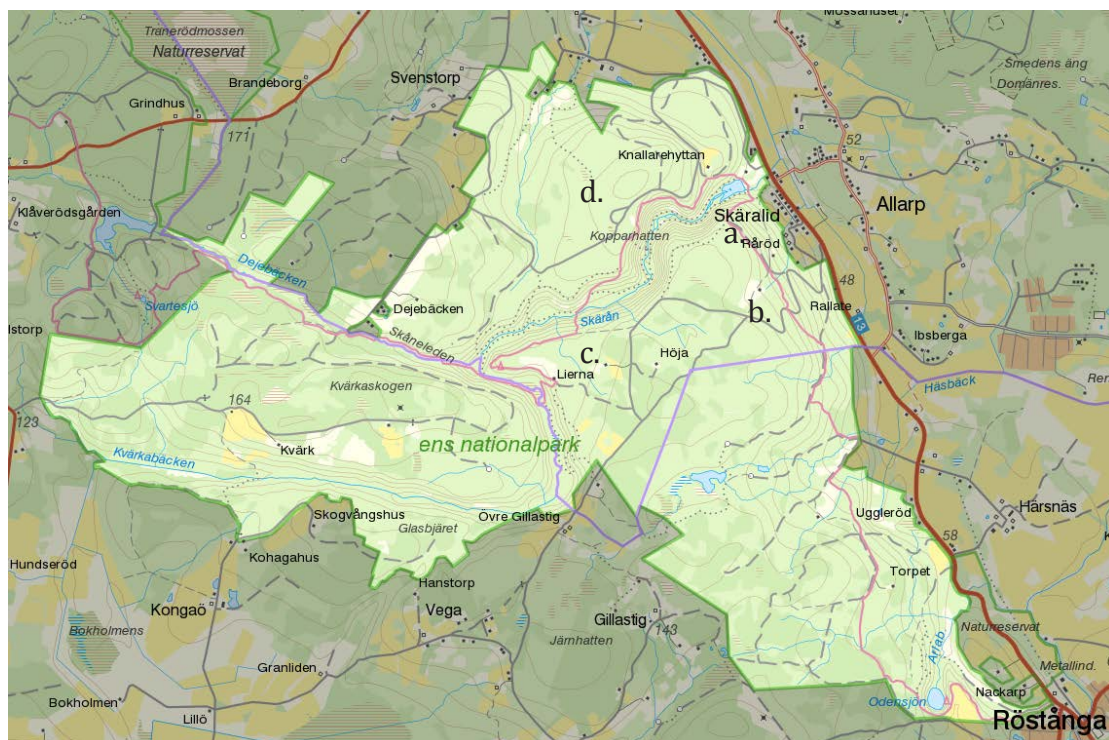 Mossahuset
Tranerödmossen
Naturreservat
Svenstorp
Brandeborg
Smedens äng
Domänres.
Grindhus
171
52
Knallarehyttan
d.
Skäralid
Allarp
Klåverödsgården
a.
Kopparhatten
Råröd
Dejebäcken
48
Svartesjö
Dejebäcken
b.
Rallate
Skärån
13
Ibsberga
Skåneleden
c.
Höja
Lierna
Kvärkaskogen
Häsbäck
164
123
ens nationalpark
Kvärk
Kvärkabäcken
Skogvångshus
Övre Gillastig
Uggleröd
Härsnäs
Glasbjäret
58
Kohagahus
Hundseröd
Torpet
Hanstorp
Kongaö
Vega
Gillastig
Naturreservat
143
Bokholmens
Järnhatten
Arlab
Granliden
Metallind.
Nackarp
Bokholmen
Odensjön
Lillö
Röstånga